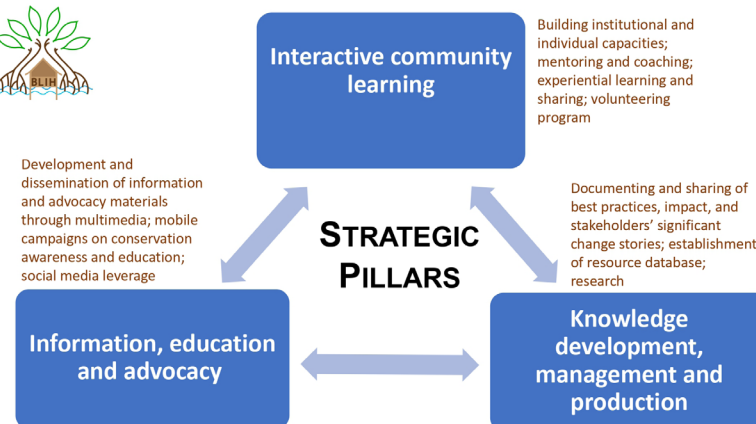 BLIH
Interactive community
learning
Building institutional and
individual capacities;
mentoring and coaching;
experiential learning and
sharing; volunteering
program
Development and
dissemination of information
and advocacy materials
through multimedia; mobile
campaigns on conservation
awareness and education;
social media leverage
STRATEGIC
PILLARS
Documenting and sharing of
best practices, impact, and
stakeholders’ significant
change stories; establishment
of resource database;
research
Information, education
and advocacy
Knowledge
development,
management and
production